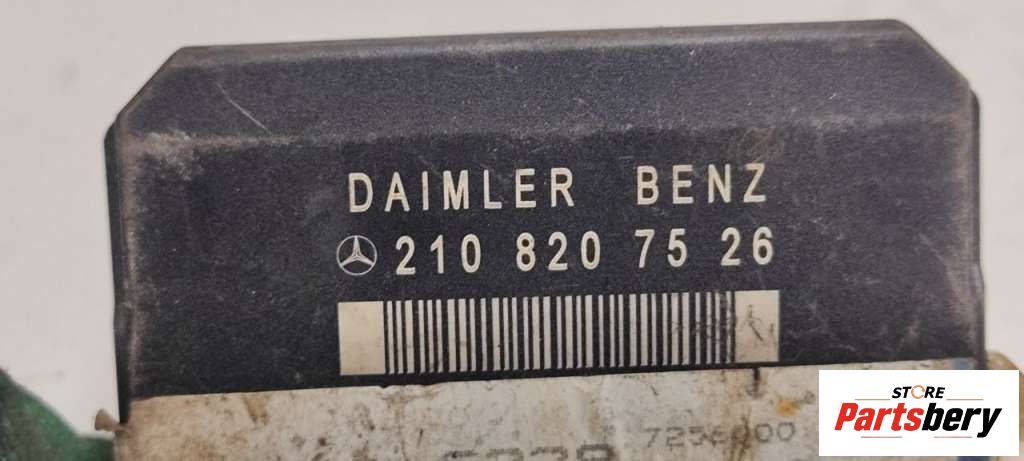 DAIMLER BENZ
210 820 75 26
STORE
Partsbery